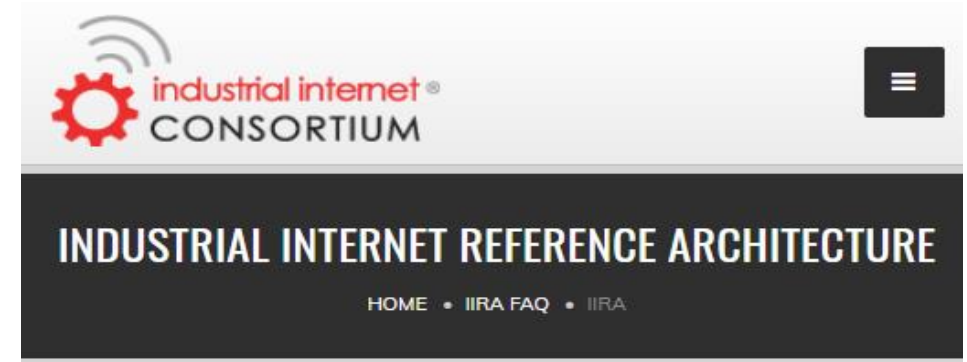 industrial internet ®
CONSORTIUM
INDUSTRIAL INTERNET REFERENCE ARCHITECTURE
HOME • IIRA FAQ • IIRA